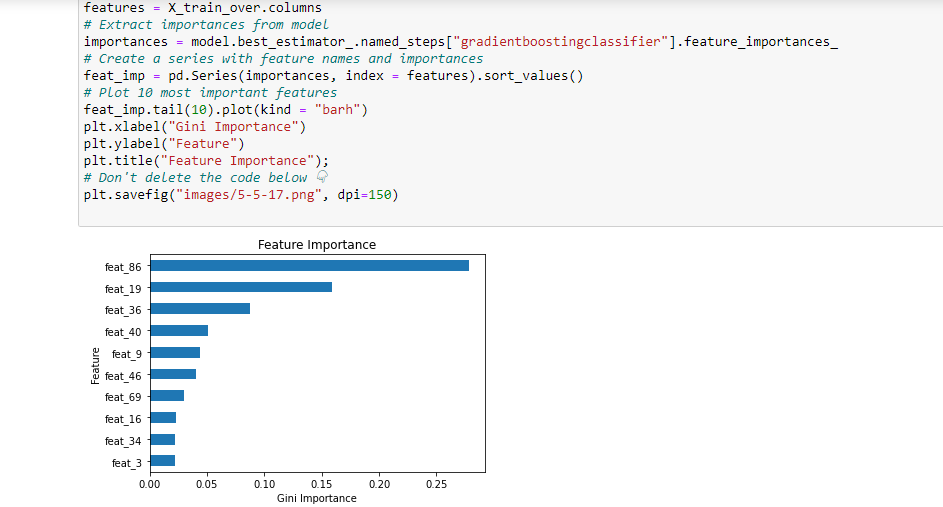 features = X_train_over.columns
# Extract importances from model
importances = model.best_estimator_.named_steps["gradientboostingclassifier"].feature_importances_
# Create a series with feature names and importances
feat_imp = pd.Series(importances, index = features).sort_values()
# Plot 10 most important features
feat_imp.tail(10).plot(kind = "barh")
plt.xlabel("Gini Importance")
plt.ylabel("Feature")
plt.title("Feature Importance");
# Don't delete the code below 👇
plt.savefig("images/5-5-17.png", dpi=150)
Feature Importance
feat_86
feat_19
feat_36
feat_40
feat_9
feat_46
feat_69
feat_16
feat_34
feat_3
Feature
0.00 0.05 0.10 0.15 0.20 0.25
Gini Importance